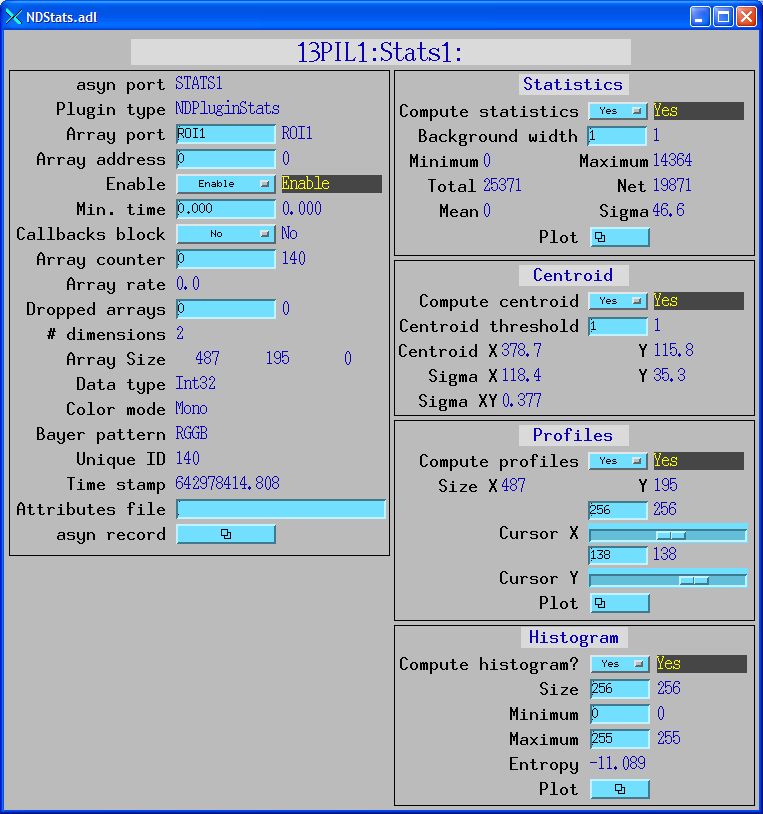 NDStats.adl
13PIL1:Stats1:
asyn port STATS1
Plugin type NDPluginStats
Array port ROI1 ROI1
Array address 0 0
Enable Enable Enable
Min. time 0.000 0.000
Callbacks block No No
Array counter 0 140
Array rate 0.0
Dropped arrays 0 0
# dimensions 2
Array Size 487 195 0
Data type Int32
Color mode Mono
Bayer pattern RGGB
Unique ID 140
Time stamp 642978414.808
Attributes file
asyn record
Statistics
Compute statistics Yes Yes
Background width 1 1
Minimum 0 Maximum 14364
Total 25371 Net 19871
Mean 0 Sigma 46.6
Plot
Centroid
Compute centroid Yes Yes
Centroid threshold 1 1
Centroid X 378.7 Y 115.8
Sigma X 118.4 Y 35.3
Sigma XY 0.377
Profiles
Compute profiles Yes Yes
Size X 487 Y 195
256 256
Cursor X
138 138
Cursor Y
Plot
Histogram
Compute histogram? Yes Yes
Size 256 256
Minimum 0 0
Maximum 255 255
Entropy -11.089
Plot